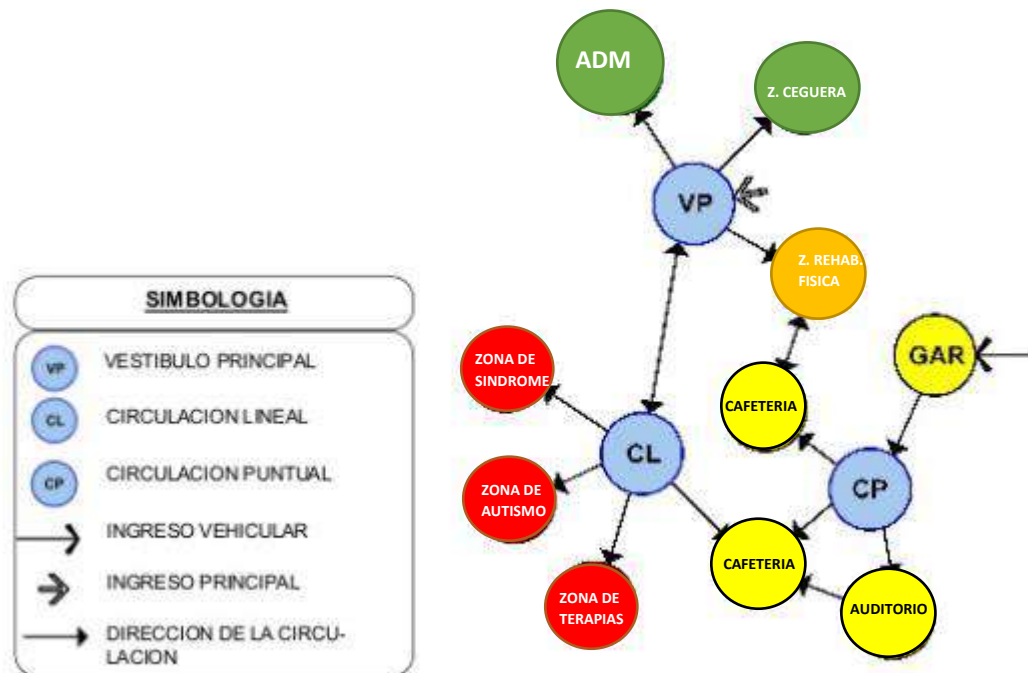 ADM
Z. CEGUERA
VP
Z. REHAB.
FISICA
GAR
ZONA DE
SINDROME
CAFETERIA
CL
CP
ZONA DE
AUTISMO
CAFETERIA
ZONA DE
TERAPIAS
AUDITORIO
SIMBOLOGIA
VP VESTIBULO PRINCIPAL
CL CIRCULACION LINEAL
CP CIRCULACION PUNTUAL
INGRESO VEHICULAR
INGRESO PRINCIPAL
DIRECCION DE LA CIRCU-
LACION